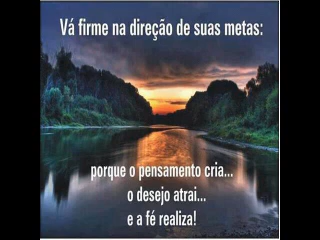 Vá firme na direção de suas metas:
porque o pensamento cria...
o desejo atrai...
e a fé realiza!